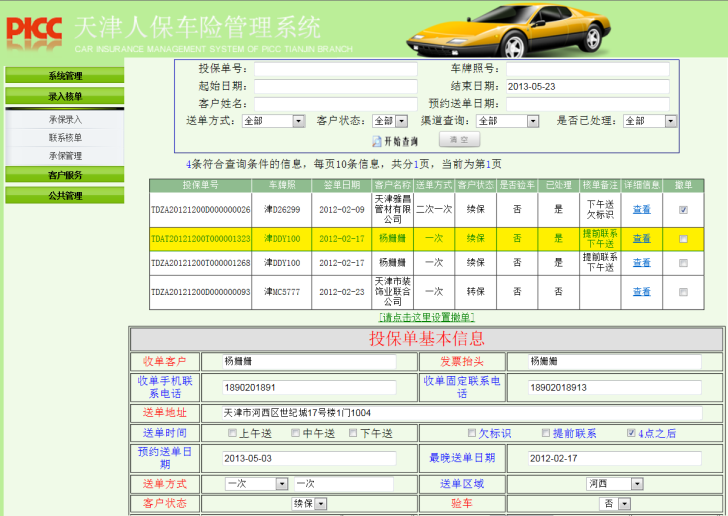 PICC 天津人保车险管理系统
CAR INSURANCE MANAGEMENT SYSTEM OF PICC TIANJIN BRANCH
系统管理
录入核单
承保录入
联系核单
承保管理
客户服务
公共管理
投保单号： 车牌照号：
起始日期： 结束日期： 2013-05-23
客户姓名： 预约送单日期：
送单方式： 全部 客户状态： 全部 渠道查询： 全部 是否已处理： 全部
开始查询 清 空
4条符合查询条件的信息，每页10条信息，共分1页，当前为第1页
投保单号 车牌照 签单日期 客户名称 送单方式 客户状态 是否验车 已处理 核单备注 详细信息 撤单
TDZA20121200D000000026 津D26299 2012-02-09 天津雅昌管材有限公司 二次一次 续保 否 是 下午送欠标识 查看
TDAT20121200T000001323 津DDY100 2012-02-17 杨姗姗 一次 续保 否 是 提前联系下午送 查看
TDZA20121200T000001268 津DDY100 2012-02-17 杨姗姗 一次 续保 否 是 提前联系下午送 查看
TDZA20121200D000000093 津MC5777 2012-02-23 天津市装饰业联合公司 一次 转保 否 否 查看
[请点击这里设置撤单]
投保单基本信息
收单客户 杨姗姗 发票抬头 杨姗姗
收单手机联系电话 1890201891 收单固定联系电话 18902018913
送单地址 天津市河西区世纪城17号楼1门1004
送单时间 上午送 中午送 下午送 欠标识 提前联系 4点之后
预约送单日期 2013-05-03 最晚送单日期 2012-02-17
送单方式 一次 一次 送单区域 河西
客户状态 续保 验车 否